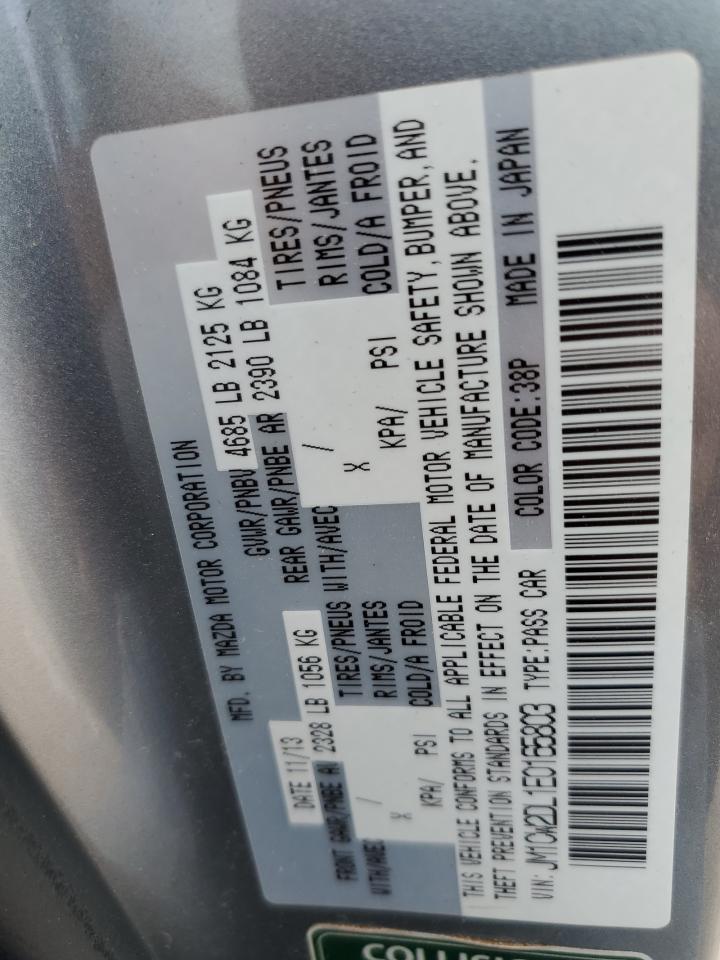 MFD. BY MAZDA MOTOR CORPORATION
DATE 11/13 GVWR/PNBV 4685 LB 2125 KG
FRONT GAWR/PNBE AV 2328 LB 1056 KG REAR GAWR/PNBE AR 2390 LB 1084 KG
WITH/AVEC / TIRES/PNEUS WITH/AVEC / TIRES/PNEUS
X RIMS/JANTES X RIMS/JANTES
KPA/ PSI COLD/A FROID KPA/ PSI COLD/A FROID
THIS VEHICLE CONFORMS TO ALL APPLICABLE FEDERAL MOTOR VEHICLE SAFETY, BUMPER, AND
THEFT PREVENTION STANDARDS IN EFFECT ON THE DATE OF MANUFACTURE SHOWN ABOVE.
VIN: JM1CW2DL1E0165803 TYPE:PASS CAR COLOR CODE:38P MADE IN JAPAN